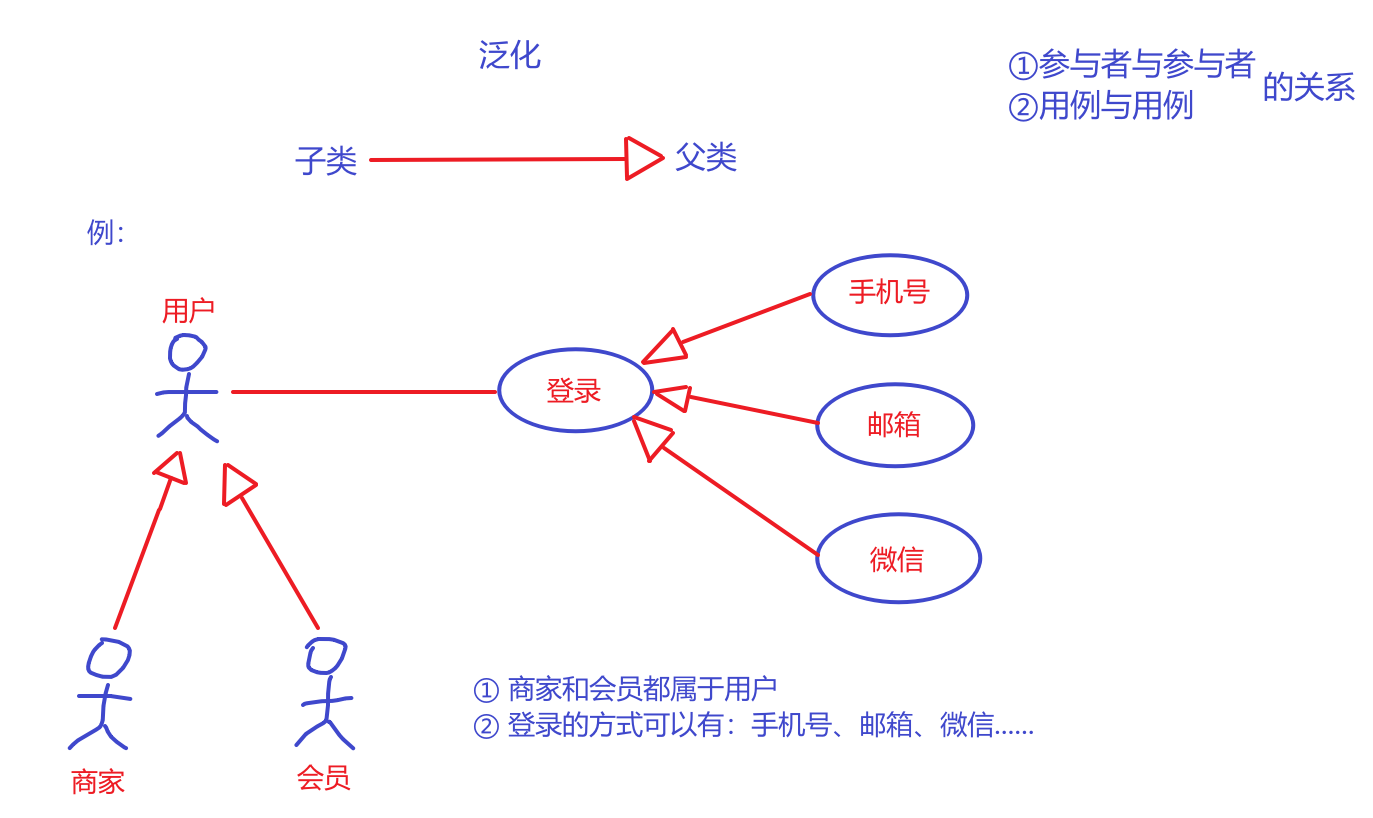 泛化
①参与者与参与者
②用例与用例
的关系
子类
父类
例：
用户
手机号
登录
邮箱
微信
商家
会员
① 商家和会员都属于用户
② 登录的方式可以有：手机号、邮箱、微信......